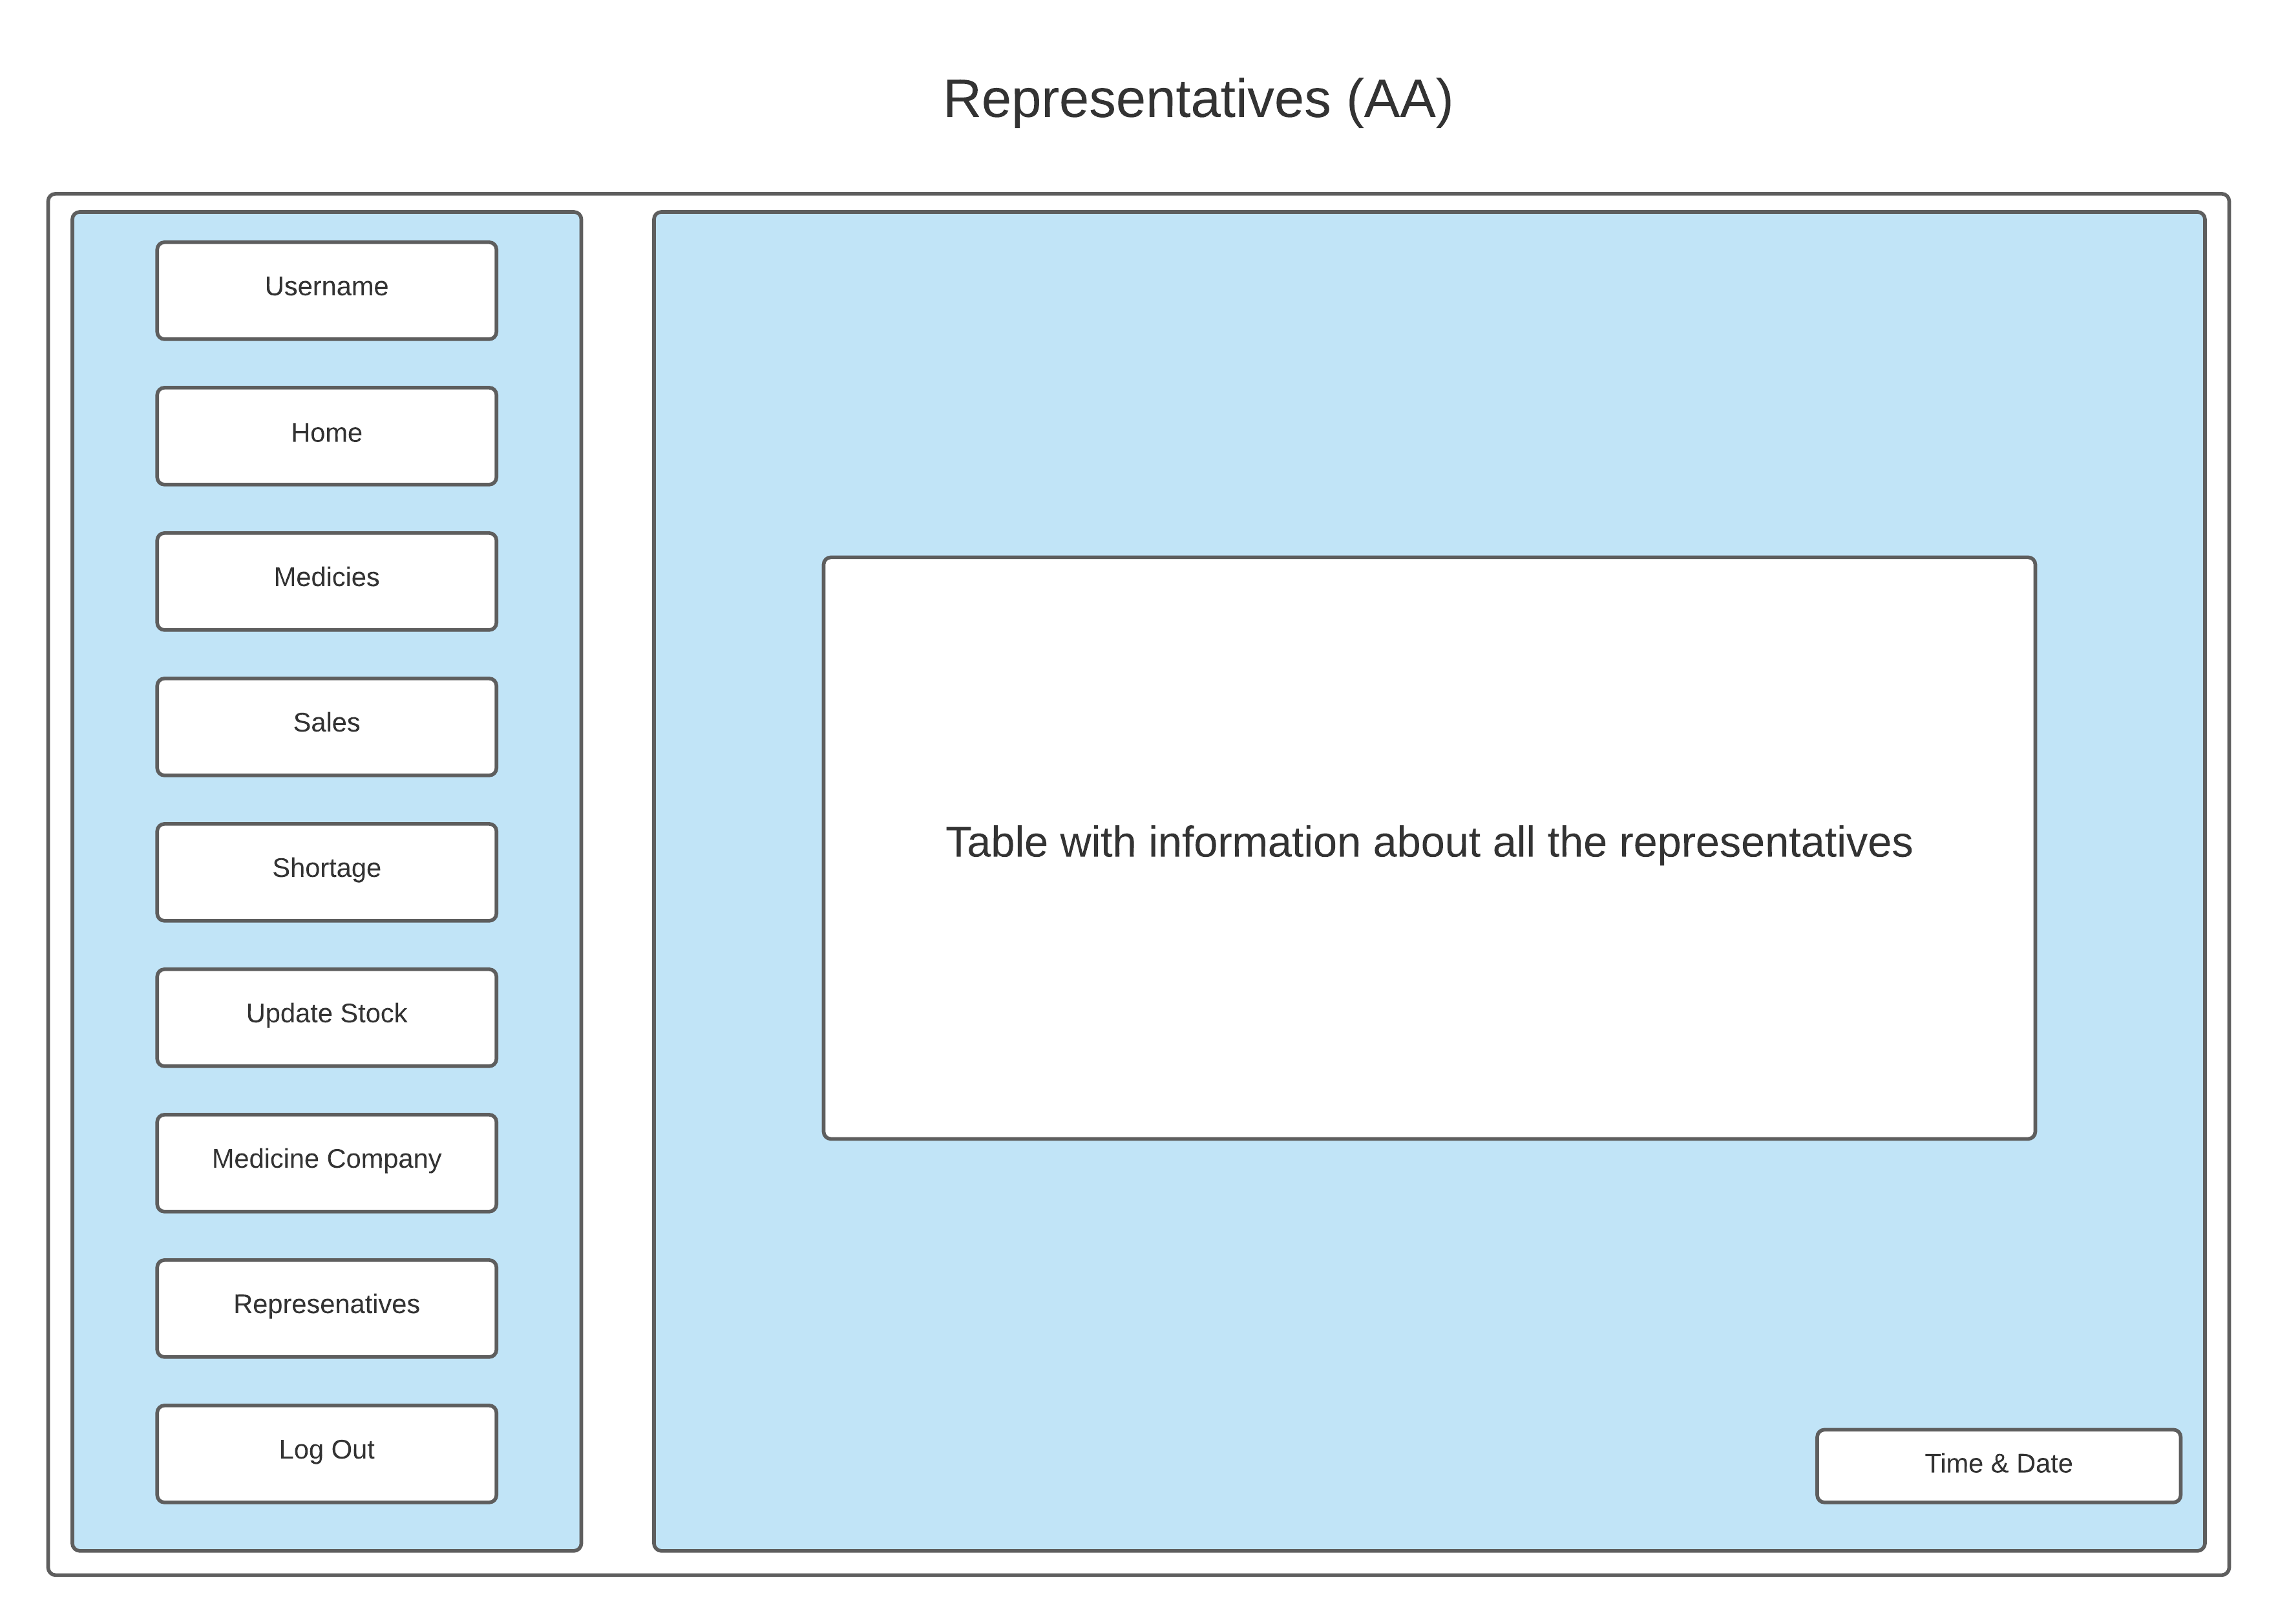 Representatives (AA)
Username
Home
Medicies
Sales
Shortage
Update Stock
Medicine Company
Represenatives
Log Out
Table with information about all the representatives
Time & Date